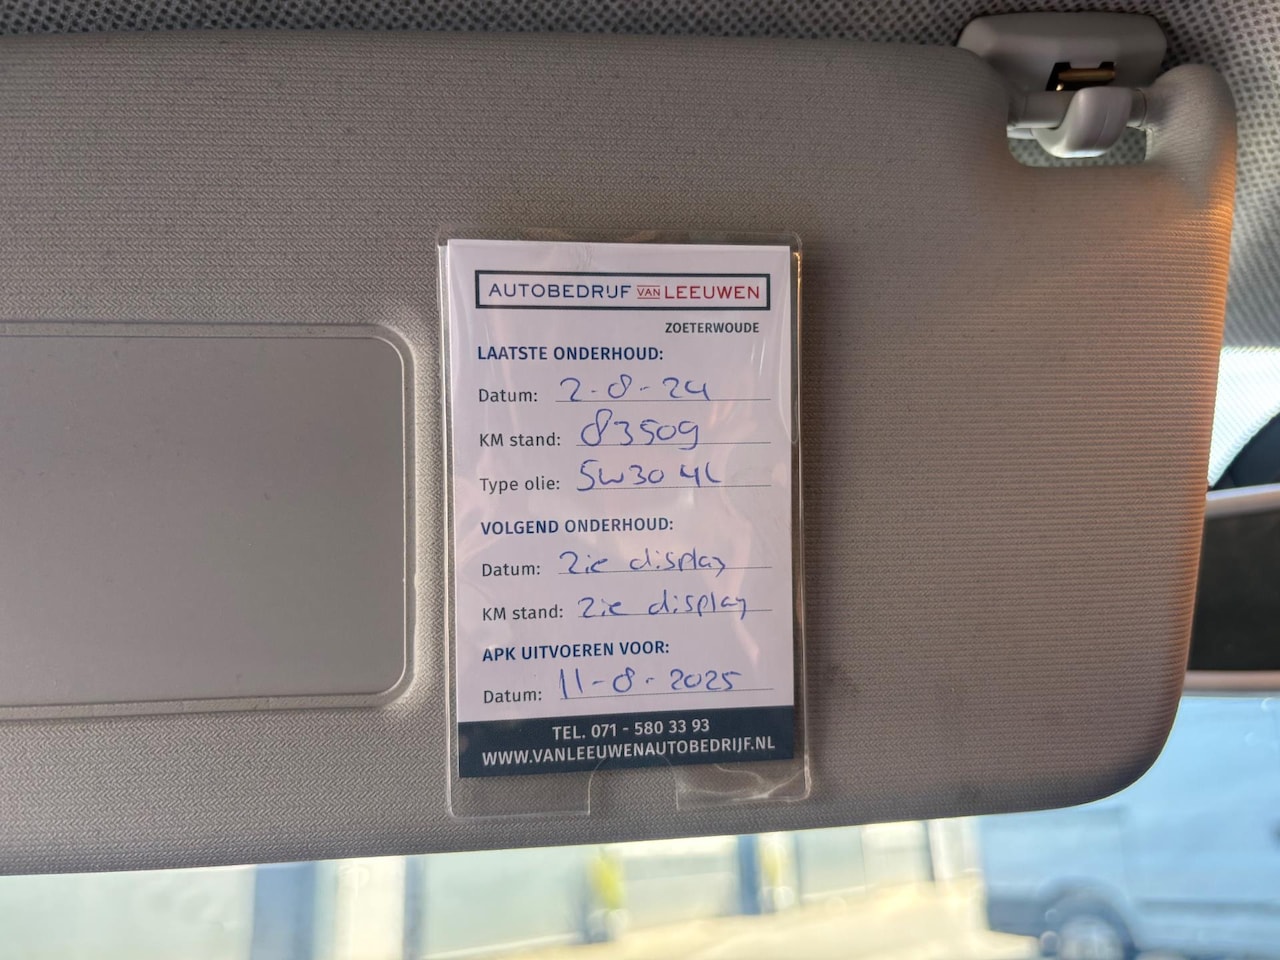 AUTOBEDRIJF VAN LEEUWEN
ZOETERWOUDE
LAATSTE ONDERHOUD:
Datum: 2-8-24
KM stand: 83509
Type olie: 5w30 4L
VOLGEND ONDERHOUD:
Datum: Zie display
KM stand: Zie display
APK UITVOEREN VOOR:
Datum: 11-8-2025
TEL. 071 - 580 33 93
WWW.VANLEEUWENAUTOBEDRIJF.NL